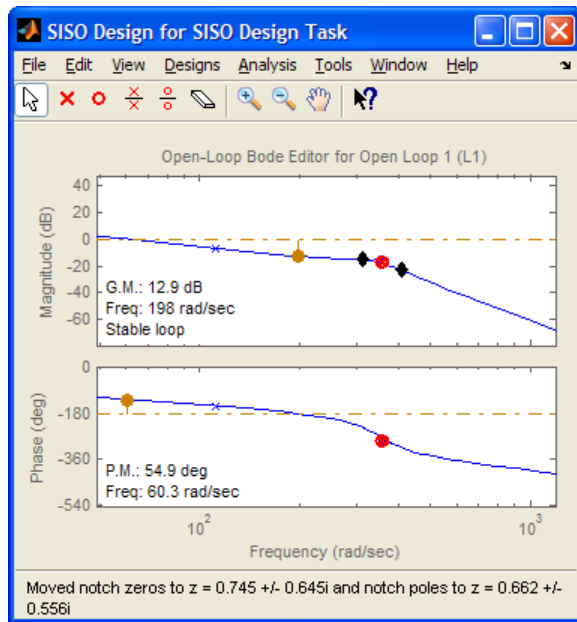 SISO Design for SISO Design Task
File Edit View Designs Analysis Tools Window Help
Open-Loop Bode Editor for Open Loop 1 (L1)
Magnitude (dB)
40
20
0
-20
-40
-60
G.M.: 12.9 dB
Freq: 198 rad/sec
Stable loop
Phase (deg)
0
-180
-360
-540
P.M.: 54.9 deg
Freq: 60.3 rad/sec
10^2
10^3
Frequency (rad/sec)
Moved notch zeros to z = 0.745 +/- 0.645i and notch poles to z = 0.662 +/-
0.556i